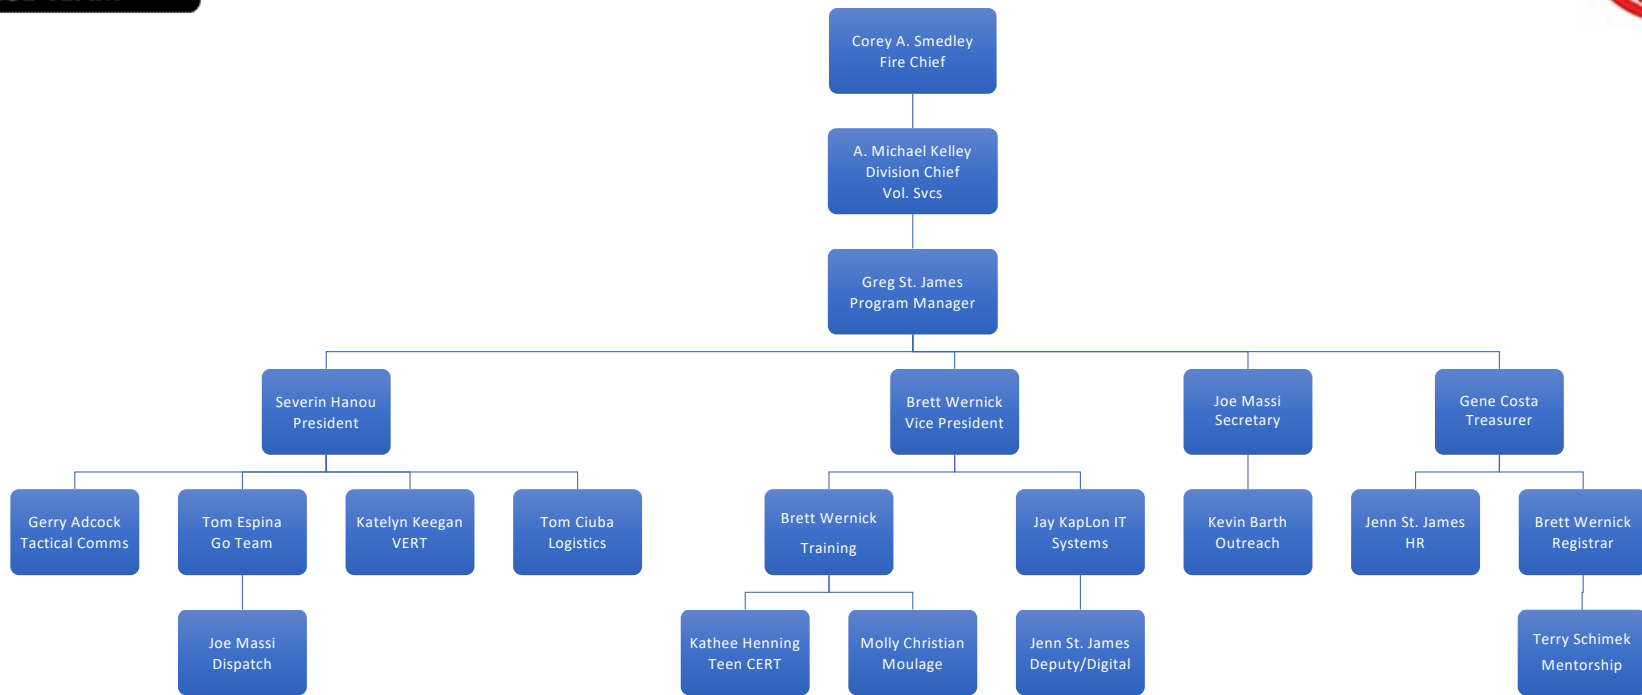 Corey A. Smedley
Fire Chief
A. Michael Kelley
Division Chief
Vol. Svcs
Greg St. James
Program Manager
Severin Hanou
President
Brett Wernick
Vice President
Joe Massi
Secretary
Gene Costa
Treasurer
Gerry Adcock
Tactical Comms
Tom Espina
Go Team
Katelyn Keegan
VERT
Tom Ciuba
Logistics
Brett Wernick
Training
Jay KapLon IT
Systems
Kevin Barth
Outreach
Jenn St. James
HR
Brett Wernick
Registrar
Joe Massi
Dispatch
Kathee Henning
Teen CERT
Molly Christian
Moulage
Jenn St. James
Deputy/Digital
Terry Schimek
Mentorship